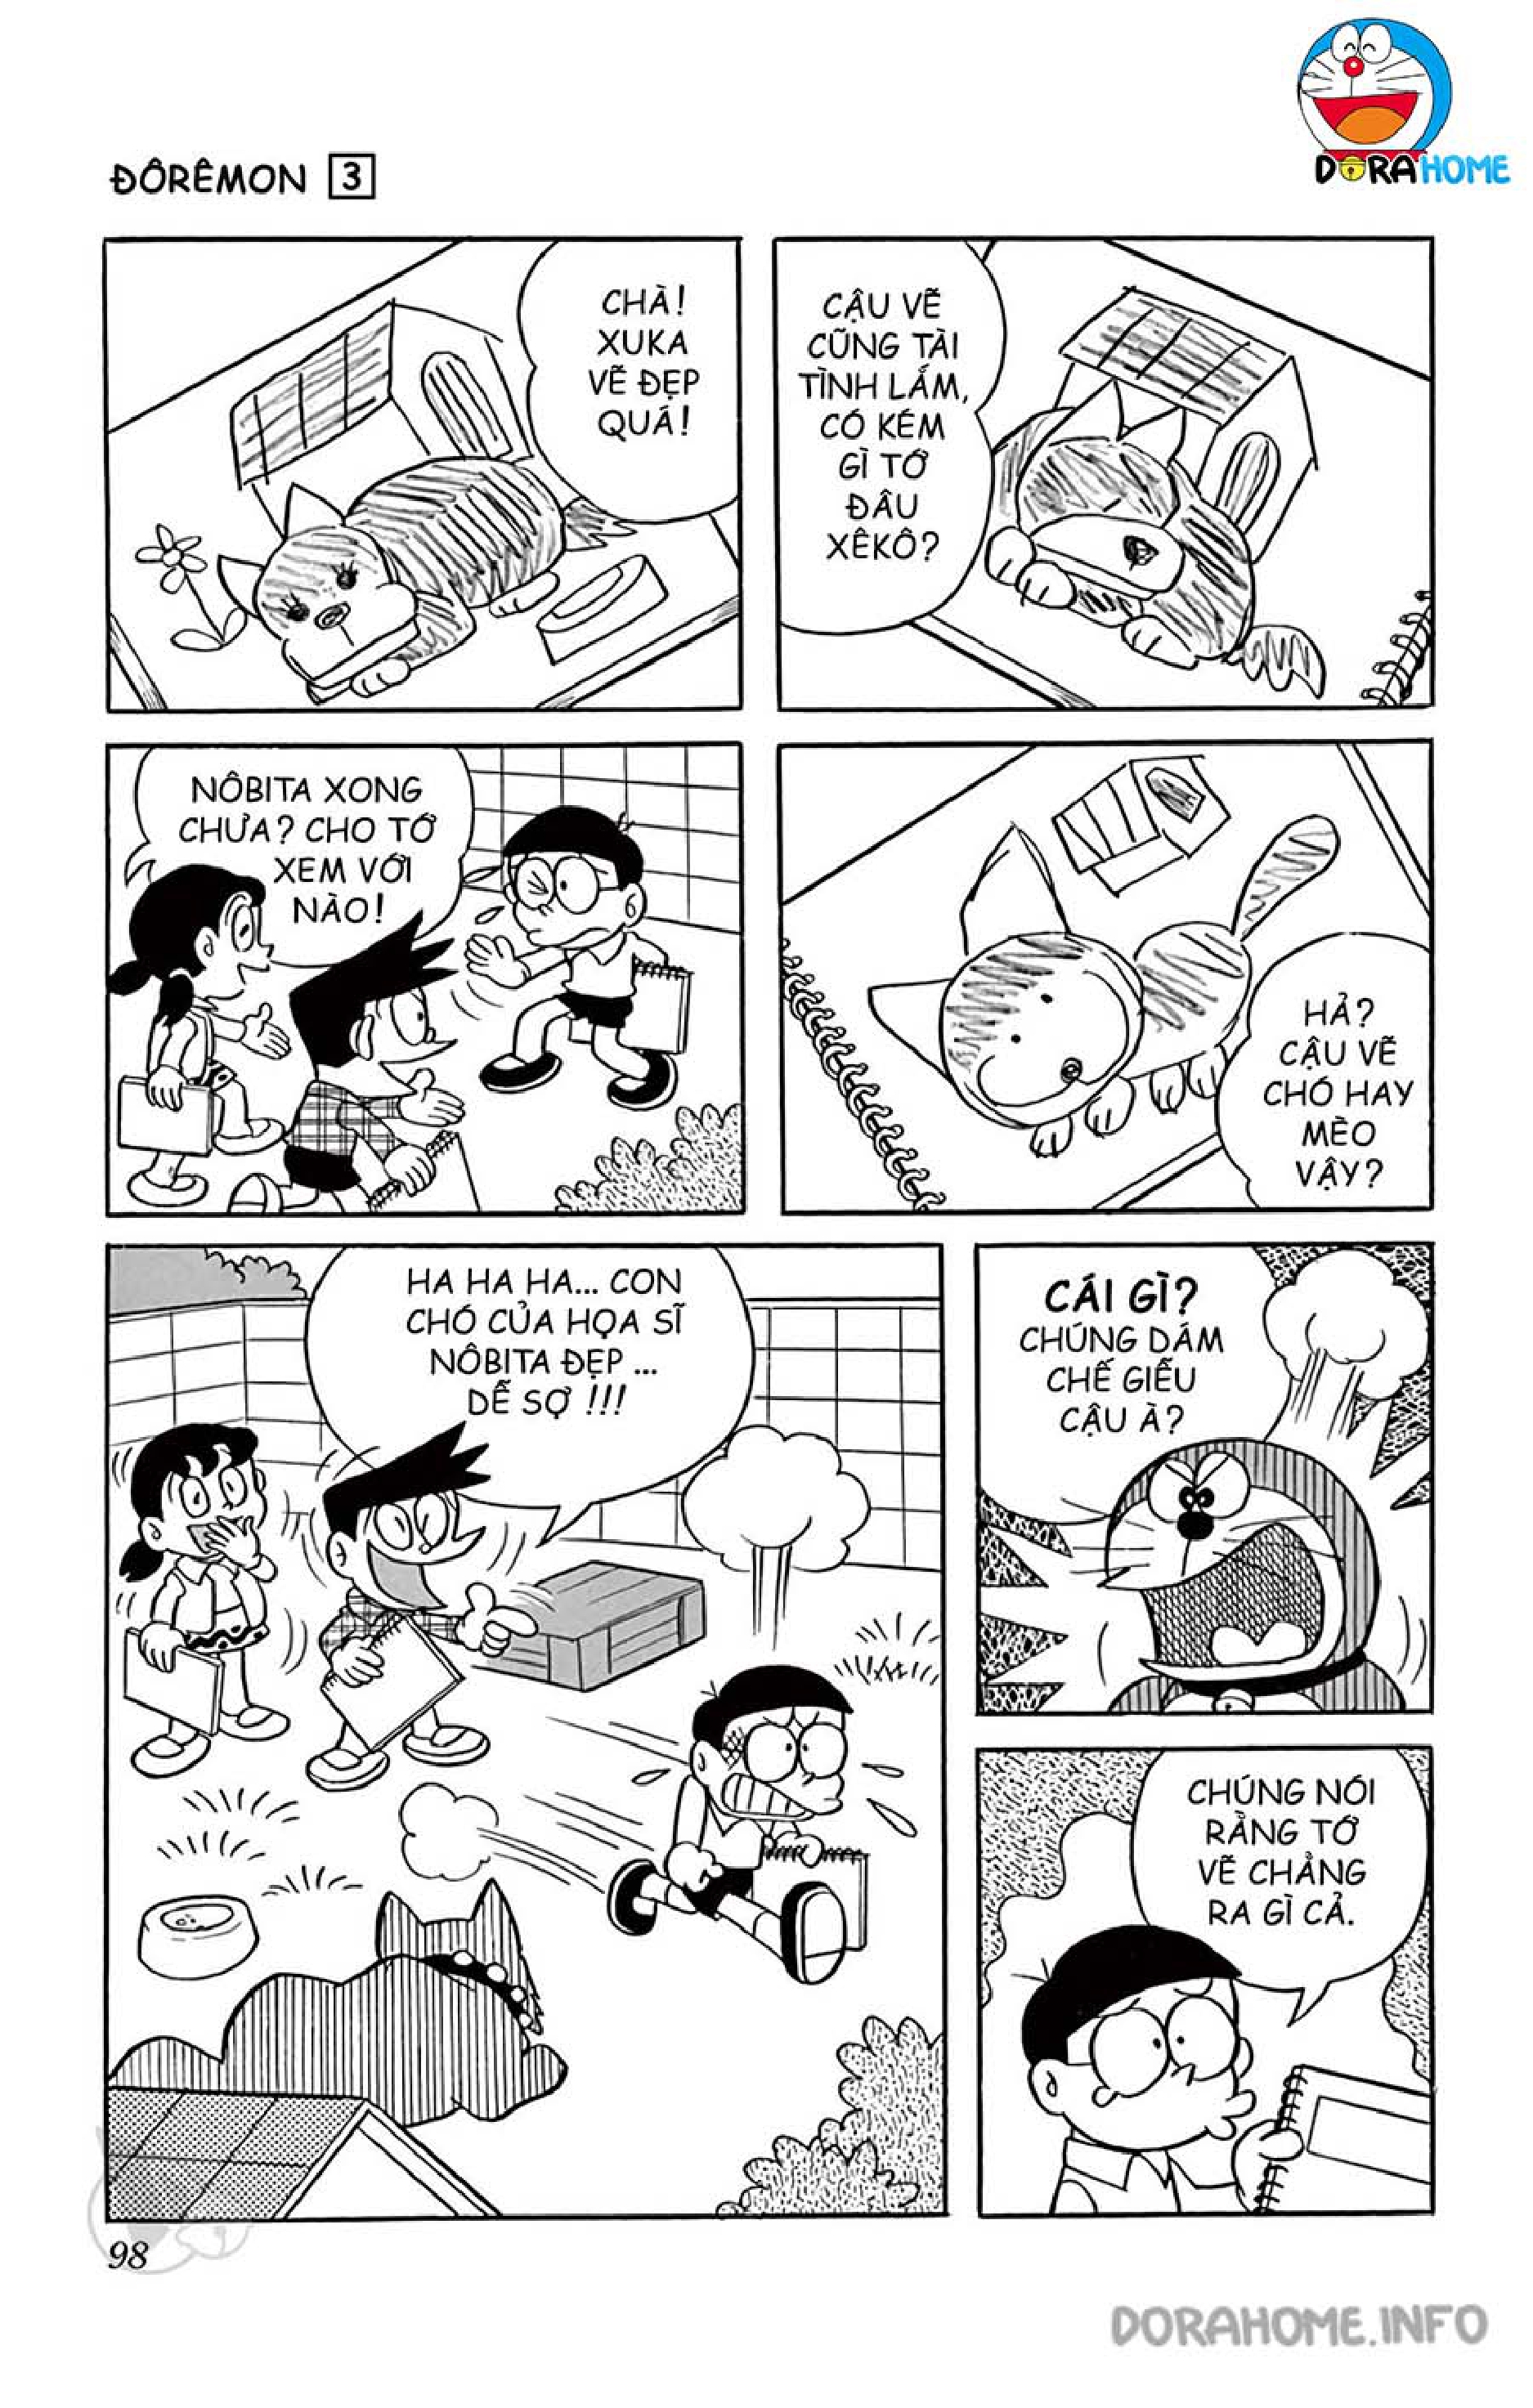 DORAHOME
ĐÔRÊMON 3
CHÀ!
XUKA
VẼ ĐẸP
QUÁ!
CẬU VẼ
CŨNG TÀI
TÌNH LẮM,
CÓ KÉM
GÌ TỚ
ĐÂU
XÊKÔ?
NÔBITA XONG
CHƯA? CHO TỚ
XEM VỚI
NÀO!
HẢ?
CẬU VẼ
CHÓ HAY
MÈO
VẬY?
HA HA HA... CON
CHÓ CỦA HỌA SĨ
NÔBITA ĐẸP ...
DỄ SỢ !!!
CÁI GÌ?
CHÚNG DÁM
CHẾ GIỄU
CẬU À?
CHÚNG NÓI
RẰNG TỚ
VẼ CHẲNG
RA GÌ CẢ.
98
DORAHOME.INFO